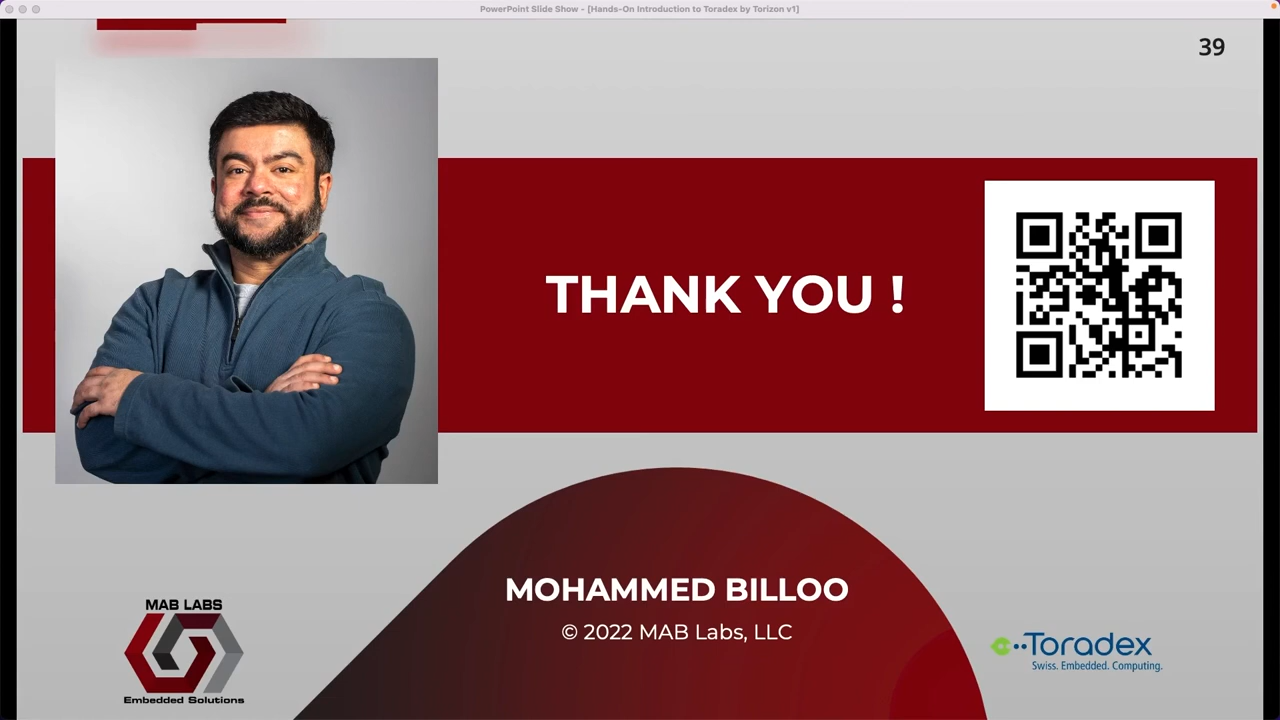 PowerPoint Slide Show - [Hands-On Introduction to Toradex by Torizon v1]
39
THANK YOU !
MOHAMMED BILLOO
© 2022 MAB Labs, LLC
MAB LABS
Embedded Solutions
Toradex
Swiss. Embedded. Computing.